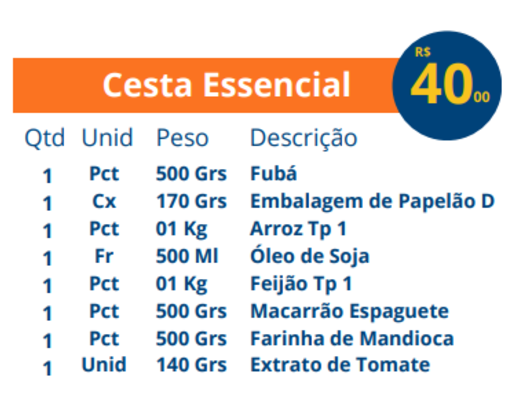 R$
Cesta Essencial 40,00
Qtd Unid Peso Descrição
1 Pct 500 Grs Fubá
1 Cx 170 Grs Embalagem de Papelão D
1 Pct 01 Kg Arroz Tp 1
1 Fr 500 Ml Óleo de Soja
1 Pct 01 Kg Feijão Tp 1
1 Pct 500 Grs Macarrão Espaguete
1 Pct 500 Grs Farinha de Mandioca
1 Unid 140 Grs Extrato de Tomate